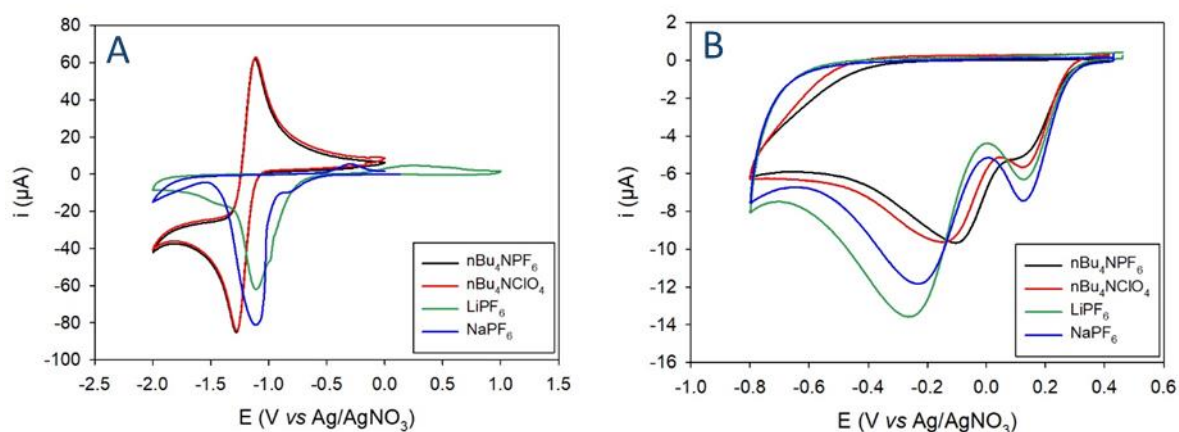 A
i (µA)
80
60
40
20
0
-20
-40
-60
-80
-100
-2.5 -2.0 -1.5 -1.0 -0.5 0.0 0.5 1.0 1.5
E (V vs Ag/AgNO₃)
nBu₄NPF₆
nBu₄NClO₄
LiPF₆
NaPF₆
B
i (µA)
2
0
-2
-4
-6
-8
-10
-12
-14
-16
-1.0 -0.8 -0.6 -0.4 -0.2 0.0 0.2 0.4 0.6
E (V vs Ag/AgNO₃)
nBu₄NPF₆
nBu₄NClO₄
LiPF₆
NaPF₆